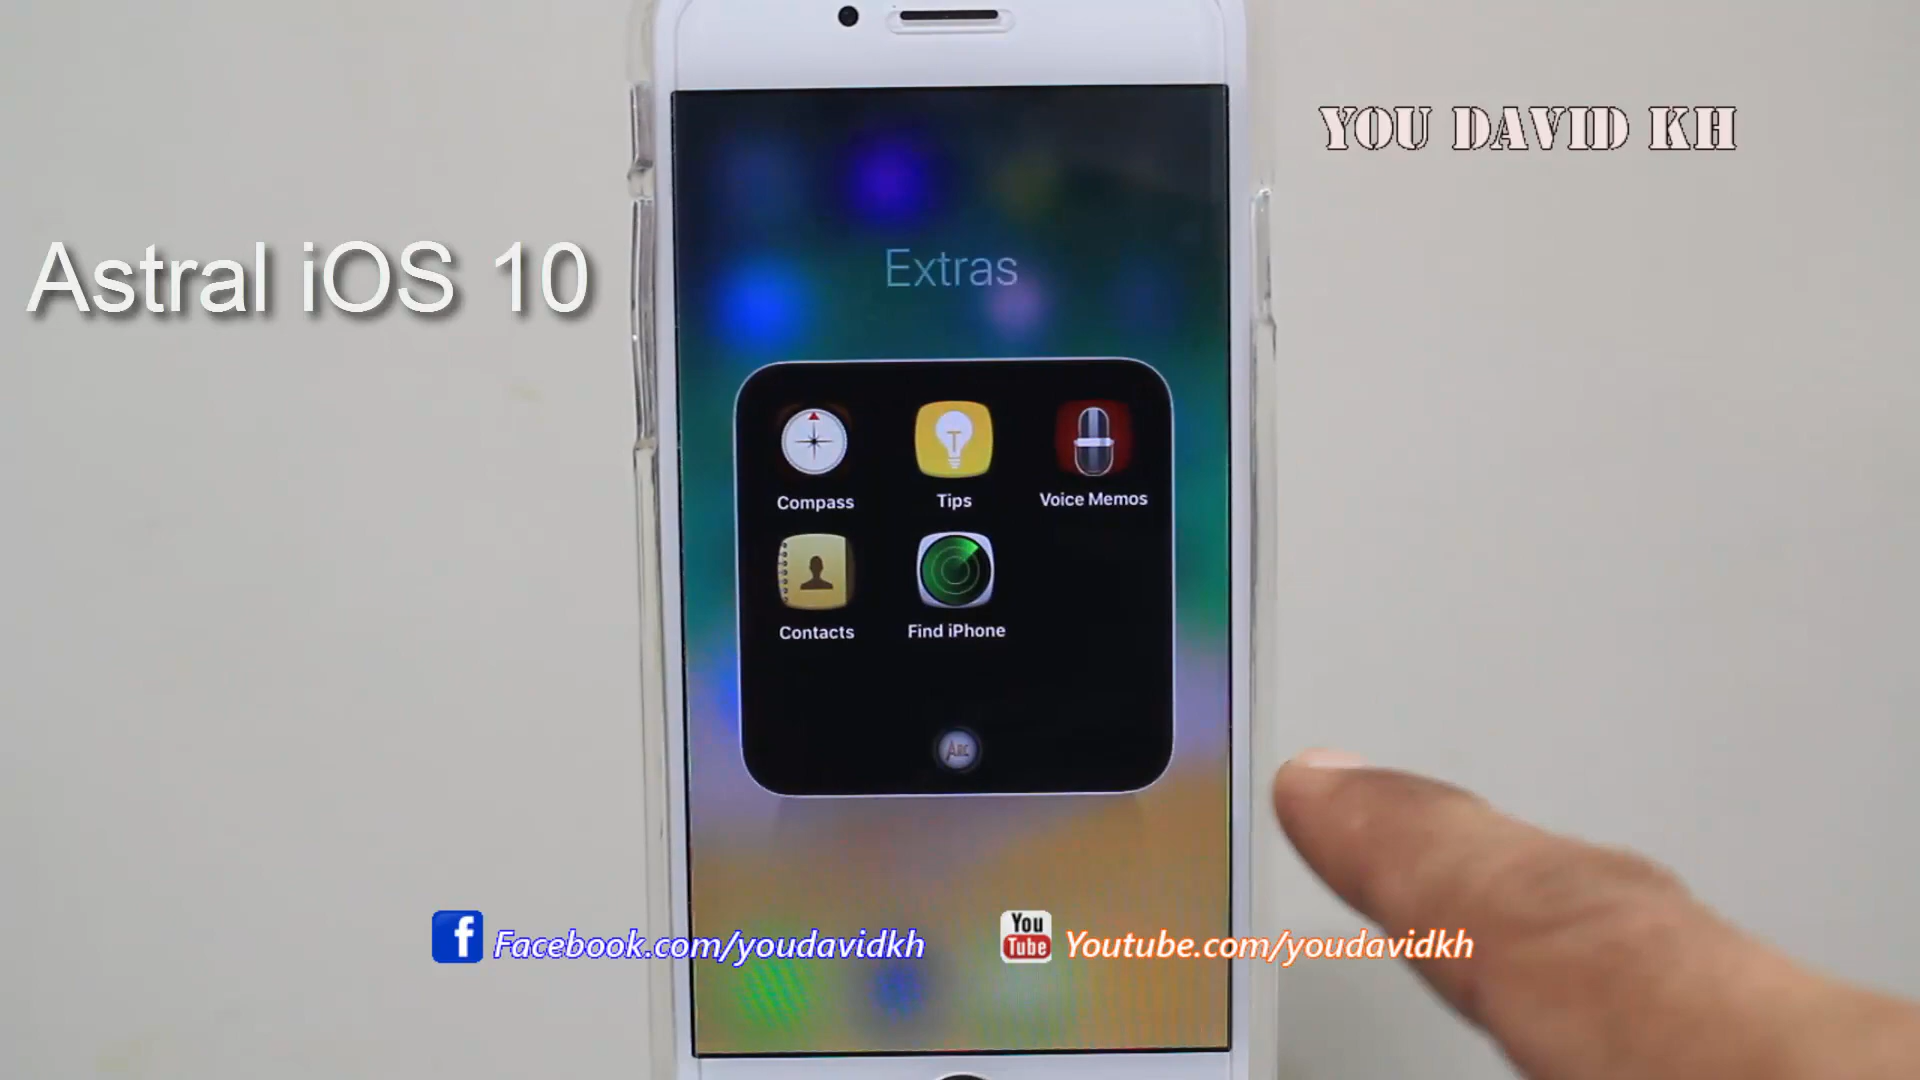 YOU DAVID KH
Astral iOS 10
Extras
Compass
Tips
Voice Memos
Contacts
Find iPhone
ARC
f
Facebook.com/youdavidkh
You
Tube
Youtube.com/youdavidkh